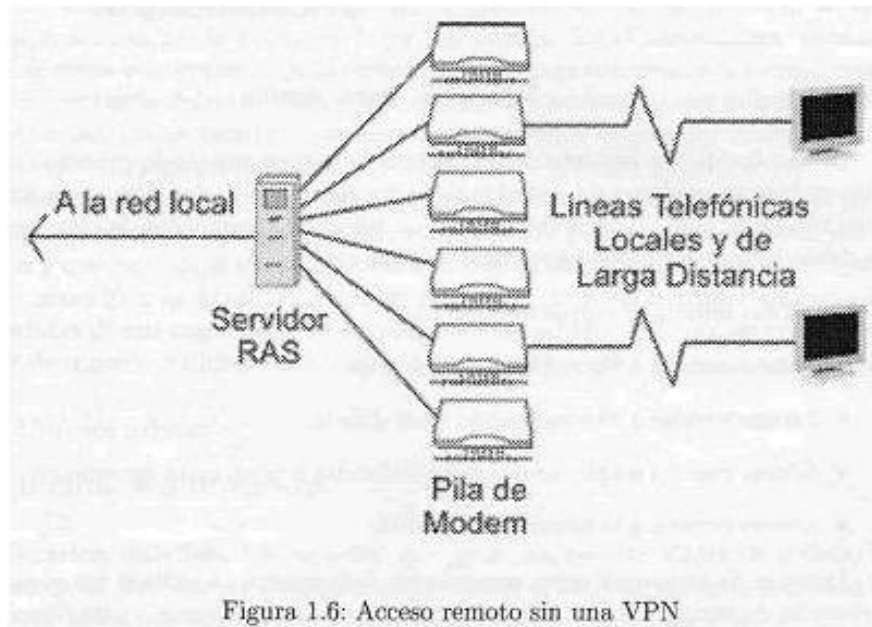 A la red local
Servidor
RAS
Líneas Telefónicas
Locales y de
Larga Distancia
Pila de
Modem
Figura 1.6: Acceso remoto sin una VPN